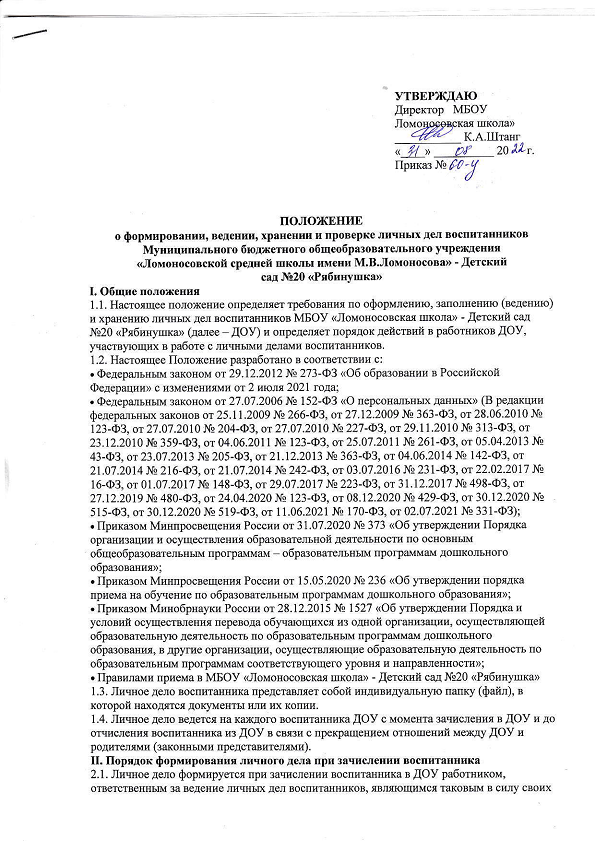 УТВЕРЖДАЮ
Директор МБОУ
Ломоносовская школа»
__________ К.А.Штанг
« 31 » 08 2022 г.
Приказ № 60-у
ПОЛОЖЕНИЕ
о формировании, ведении, хранении и проверке личных дел воспитанников
Муниципального бюджетного общеобразовательного учреждения
«Ломоносовской средней школы имени М.В.Ломоносова» - Детский
сад №20 «Рябинушка»
I. Общие положения
1.1. Настоящее положение определяет требования по оформлению, заполнению (ведению)
и хранению личных дел воспитанников МБОУ «Ломоносовская школа» - Детский сад
№20 «Рябинушка» (далее – ДОУ) и определяет порядок действий в работников ДОУ,
участвующих в работе с личными делами воспитанников.
1.2. Настоящее Положение разработано в соответствии с:
• Федеральным законом от 29.12.2012 № 273-ФЗ «Об образовании в Российской
Федерации» с изменениями от 2 июля 2021 года;
• Федеральным законом от 27.07.2006 № 152-ФЗ «О персональных данных» (В редакции
федеральных законов от 25.11.2009 № 266-ФЗ, от 27.12.2009 № 363-ФЗ, от 28.06.2010 №
123-ФЗ, от 27.07.2010 № 204-ФЗ, от 27.07.2010 № 227-ФЗ, от 29.11.2010 № 313-ФЗ, от
23.12.2010 № 359-ФЗ, от 04.06.2011 № 123-ФЗ, от 25.07.2011 № 261-ФЗ, от 05.04.2013 №
43-ФЗ, от 23.07.2013 № 205-ФЗ, от 21.12.2013 № 363-ФЗ, от 04.06.2014 № 142-ФЗ, от
21.07.2014 № 216-ФЗ, от 21.07.2014 № 242-ФЗ, от 03.07.2016 № 231-ФЗ, от 22.02.2017 №
16-ФЗ, от 01.07.2017 № 148-ФЗ, от 29.07.2017 № 223-ФЗ, от 31.12.2017 № 498-ФЗ, от
27.12.2019 № 480-ФЗ, от 24.04.2020 № 123-ФЗ, от 08.12.2020 № 429-ФЗ, от 30.12.2020 №
515-ФЗ, от 30.12.2020 № 519-ФЗ, от 11.06.2021 № 170-ФЗ, от 02.07.2021 № 331-ФЗ);
• Приказом Минпросвещения России от 31.07.2020 № 373 «Об утверждении Порядка
организации и осуществления образовательной деятельности по основным
общеобразовательным программам – образовательным программам дошкольного
образования»;
• Приказом Минпросвещения России от 15.05.2020 № 236 «Об утверждении порядка
приема на обучение по образовательным программам дошкольного образования»;
• Приказом Минобрнауки России от 28.12.2015 № 1527 «Об утверждении Порядка и
условий осуществления перевода обучающихся из одной организации, осуществляющей
образовательную деятельность по образовательным программам дошкольного
образования, в другие организации, осуществляющие образовательную деятельность по
образовательным программам соответствующего уровня и направленности»;
• Правилами приема в МБОУ «Ломоносовская школа» - Детский сад №20 «Рябинушка»
1.3. Личное дело воспитанника представляет собой индивидуальную папку (файл), в
которой находятся документы или их копии.
1.4. Личное дело ведется на каждого воспитанника ДОУ с момента зачисления в ДОУ и до
отчисления воспитанника из ДОУ в связи с прекращением отношений между ДОУ и
родителями (законными представителями).
II. Порядок формирования личного дела при зачислении воспитанника
2.1. Личное дело формируется при зачислении воспитанника в ДОУ работником,
ответственным за ведение личных дел воспитанников, являющимся таковым в силу своих